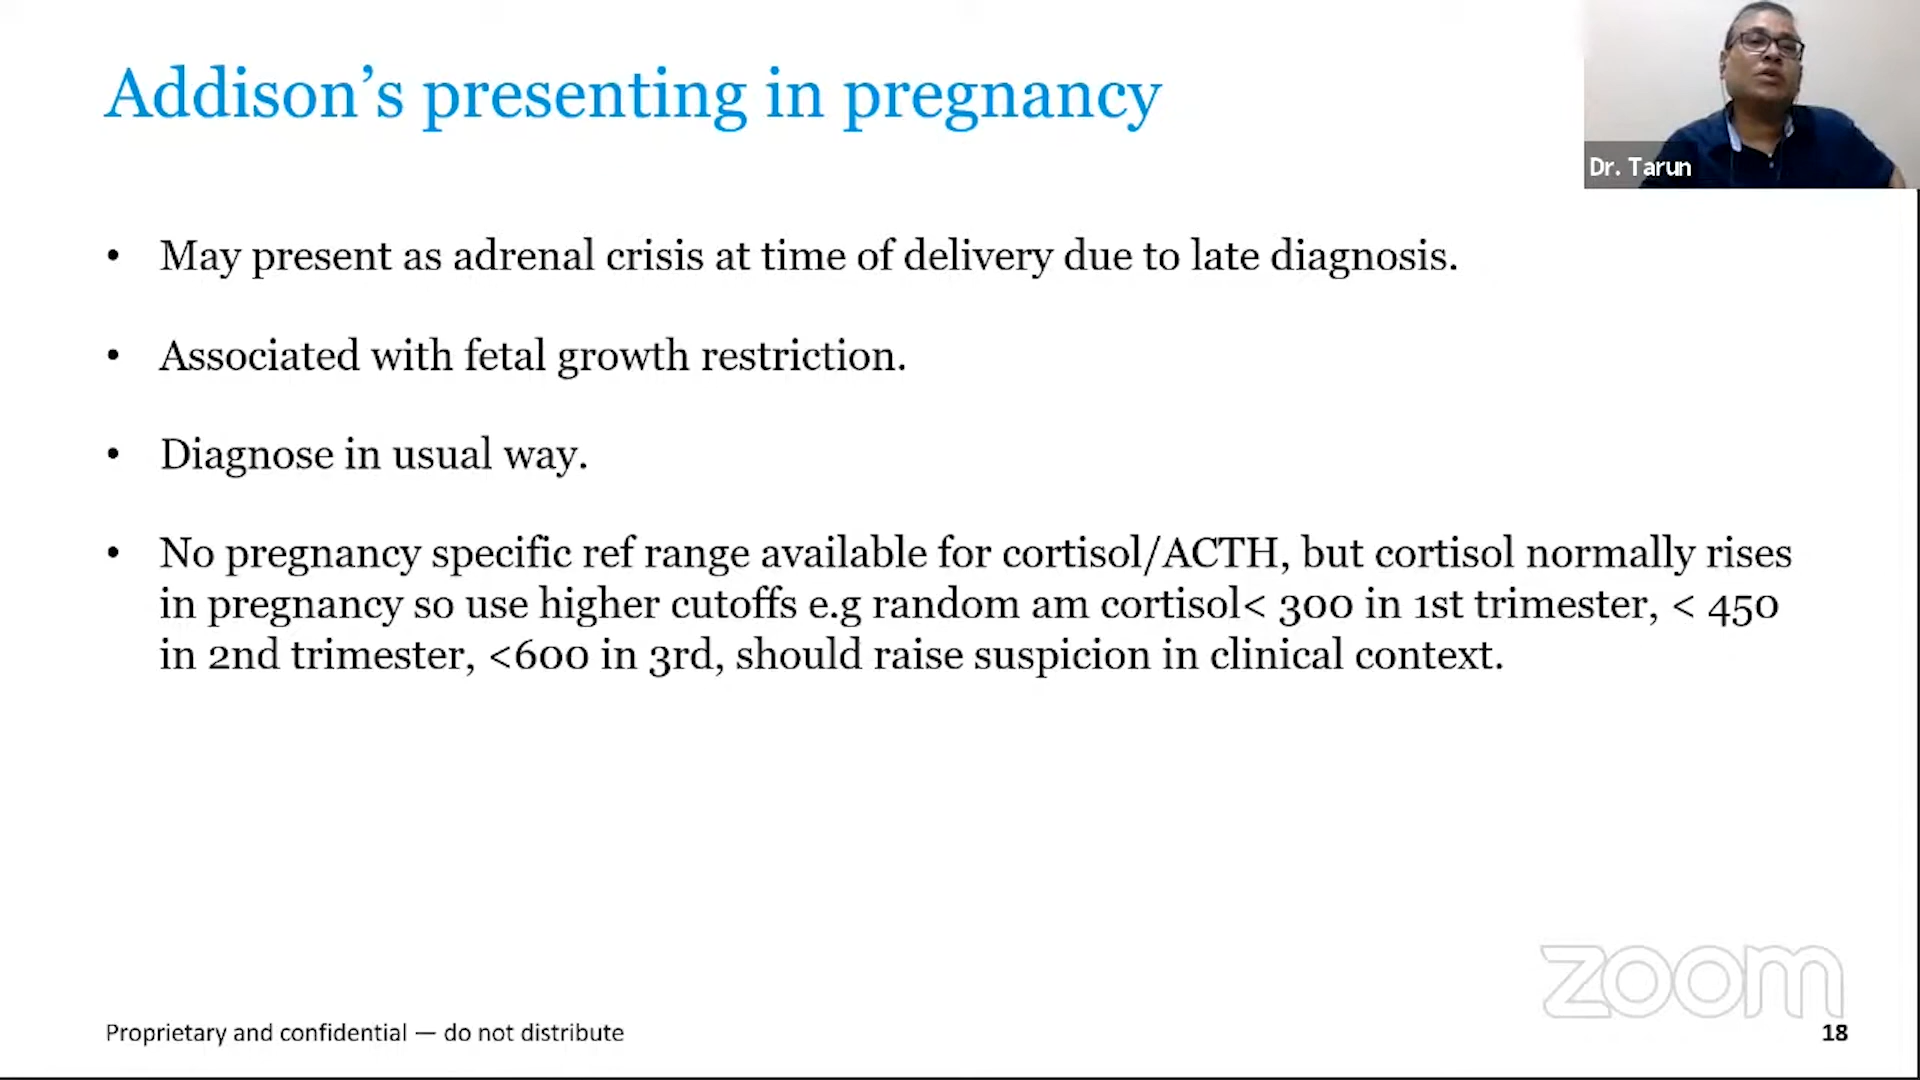 Addison’s presenting in pregnancy
Dr. Tarun
• May present as adrenal crisis at time of delivery due to late diagnosis.
• Associated with fetal growth restriction.
• Diagnose in usual way.
• No pregnancy specific ref range available for cortisol/ACTH, but cortisol normally rises
in pregnancy so use higher cutoffs e.g random am cortisol< 300 in 1st trimester, < 450
in 2nd trimester, <600 in 3rd, should raise suspicion in clinical context.
zoom
Proprietary and confidential — do not distribute
18